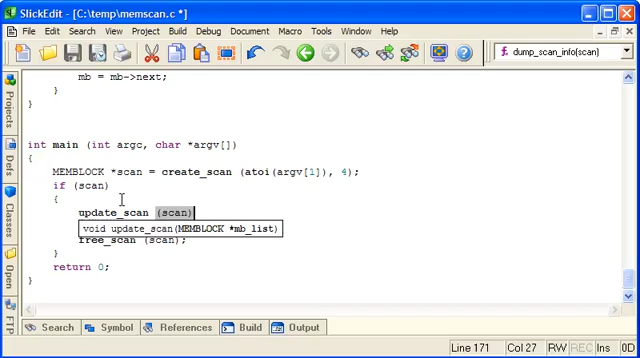 SlickEdit - [C:\temp\memscan.c *]
File Edit Search View Project Build Debug Document Macro Tools Window Help
dump_scan_info(scan)
mb = mb->next;
}
}
int main (int argc, char *argv[])
{
MEMBLOCK *scan = create_scan (atoi(argv[1]), 4);
if (scan)
{
update_scan (scan)
void update_scan(MEMBLOCK *mb_list)
free_scan (scan);
}
return 0;
}
Projects
Defs
Classes
Open
FTP
Search Symbol References Build Output
Line 171 Col 27 RW REC Ins 0D